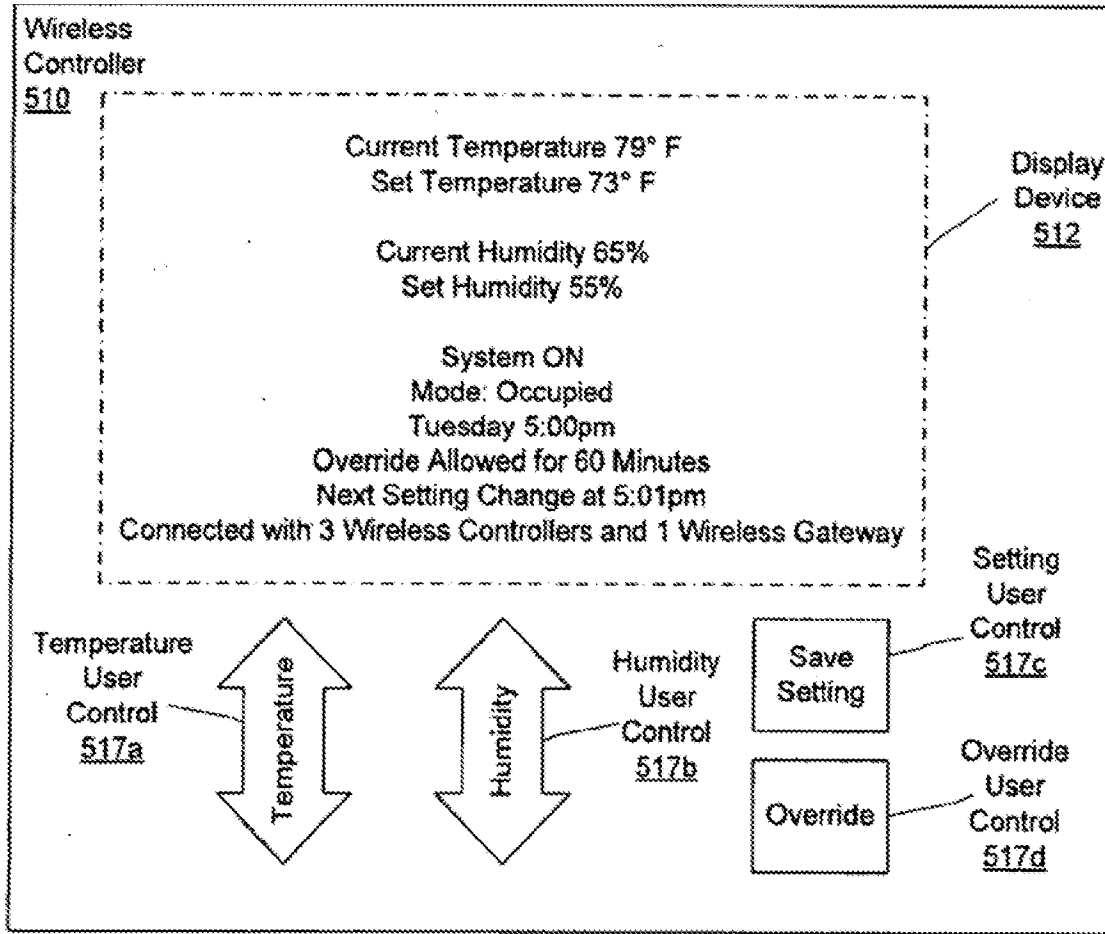 Wireless
Controller
510
Current Temperature 79° F
Set Temperature 73° F
Current Humidity 65%
Set Humidity 55%
System ON
Mode: Occupied
Tuesday 5:00pm
Override Allowed for 60 Minutes
Next Setting Change at 5:01pm
Connected with 3 Wireless Controllers and 1 Wireless Gateway
Display
Device
512
Temperature
User
Control
517a
Temperature
Humidity
Humidity
User
Control
517b
Save
Setting
Setting
User
Control
517c
Override
Override
User
Control
517d